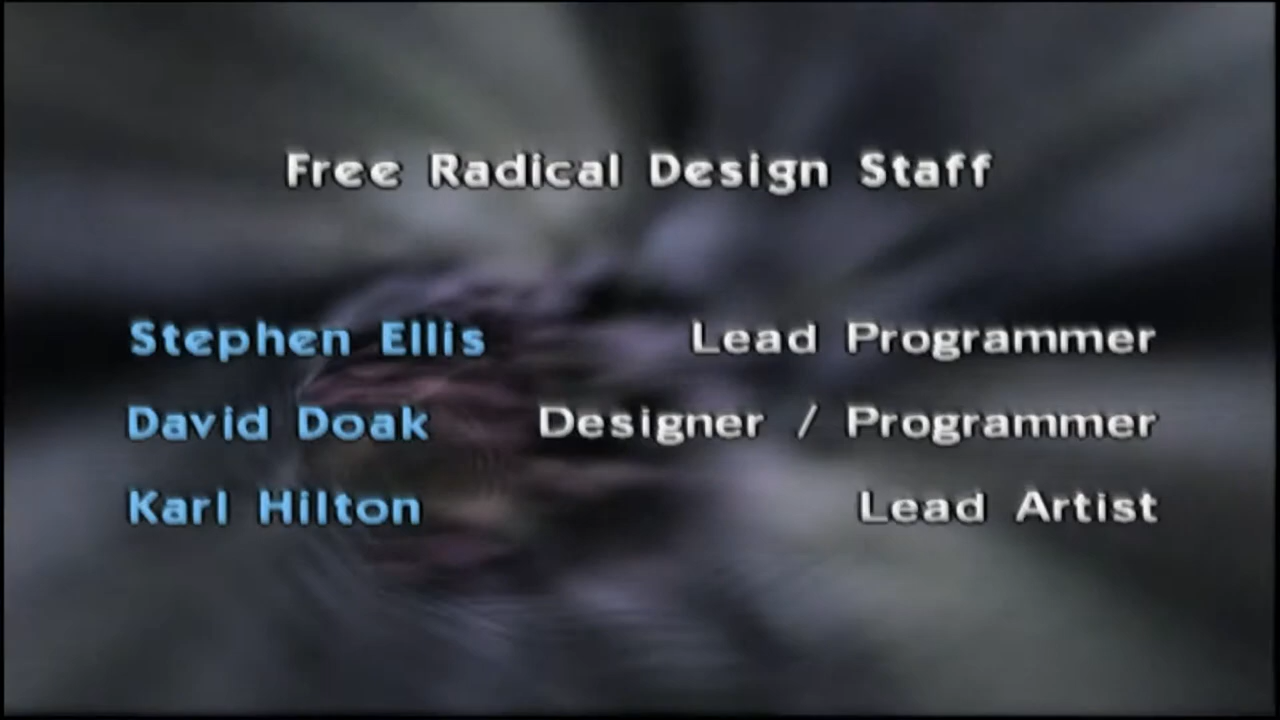 Free Radical Design Staff
Stephen Ellis Lead Programmer
David Doak Designer / Programmer
Karl Hilton Lead Artist